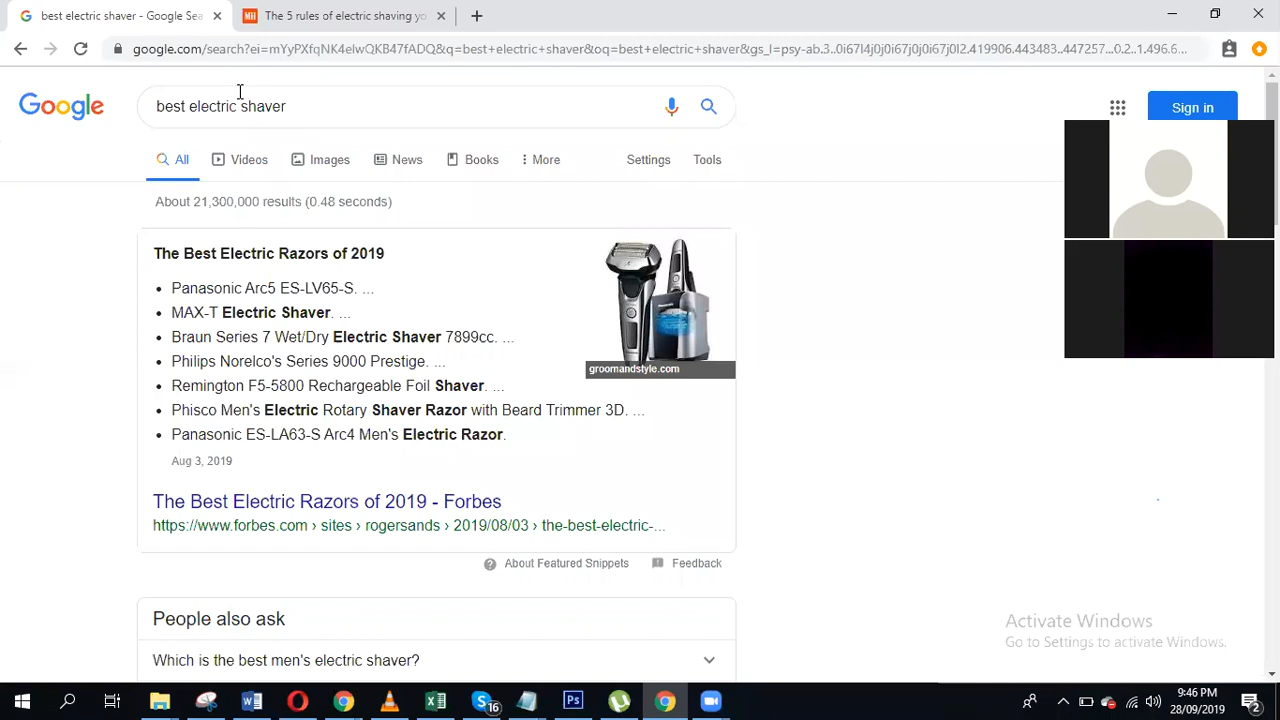 best electric shaver - Google Sea
Mii The 5 rules of electric shaving yo
google.com/search?ei=mYyPXfqNK4elwQKB47fADQ&q=best+electric+shaver&oq=best+electric+shaver&gs_l=psy-ab.3..0i67l4j0j0i67j0j0i67j0l2.419906.443483..447257...0.2..1.496.6...
Google
best electric shaver
Sign in
All Videos Images News Books More Settings Tools
About 21,300,000 results (0.48 seconds)
The Best Electric Razors of 2019
• Panasonic Arc5 ES-LV65-S. ...
• MAX-T Electric Shaver. ...
• Braun Series 7 Wet/Dry Electric Shaver 7899cc. ...
• Philips Norelco's Series 9000 Prestige. ...
• Remington F5-5800 Rechargeable Foil Shaver. ...
• Phisco Men's Electric Rotary Shaver Razor with Beard Trimmer 3D. ...
• Panasonic ES-LA63-S Arc4 Men's Electric Razor.
groomandstyle.com
Aug 3, 2019
The Best Electric Razors of 2019 - Forbes
https://www.forbes.com › sites › rogersands › 2019/08/03 › the-best-electric-...
About Featured Snippets Feedback
People also ask
Which is the best men's electric shaver?
Activate Windows
Go to Settings to activate Windows.
16
9:46 PM
28/09/2019
2